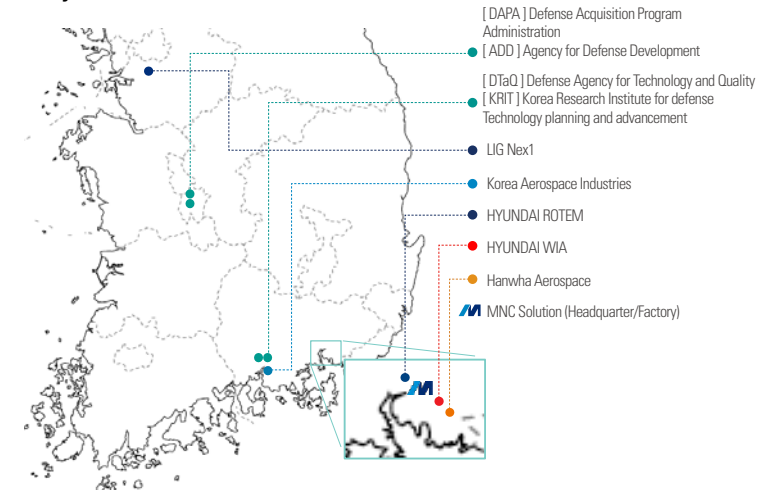 [ DAPA ] Defense Acquisition Program
Administration
[ ADD ] Agency for Defense Development
[ DTaQ ] Defense Agency for Technology and Quality
[ KRIT ] Korea Research Institute for defense
Technology planning and advancement
LIG Nex1
Korea Aerospace Industries
HYUNDAI ROTEM
HYUNDAI WIA
Hanwha Aerospace
MNC Solution (Headquarter/Factory)